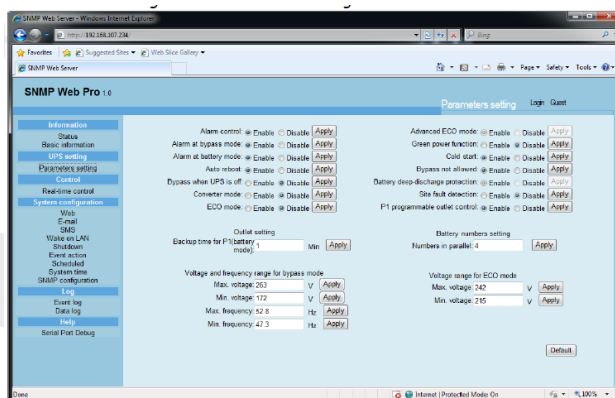 SNMP Web Server - Windows Internet Explorer
http://192.168.107.234/
Bing
Favorites Suggested Sites Web Slice Gallery
SNMP Web Server
Page Safety Tools
SNMP Web Pro 1.0
Parameters setting Login Guest
Information
Status
Basic information
UPS setting
Parameters setting
Control
Real-time control
System configuration
Web
E-mail
SMS
Wake on LAN
Shutdown
Event action
Scheduled
System time
SNMP configuration
Log
Event log
Data log
Help
Serial Port Debug
Alarm control: Enable Disable Apply
Alarm at bypass mode: Enable Disable Apply
Alarm at battery mode: Enable Disable Apply
Auto reboot: Enable Disable Apply
Bypass when UPS is off: Enable Disable Apply
Converter mode: Enable Disable Apply
ECO mode: Enable Disable Apply
Advanced ECO mode: Enable Disable Apply
Green power function: Enable Disable Apply
Cold start: Enable Disable Apply
Bypass not allowed: Enable Disable Apply
Battery deep-discharge protection: Enable Disable Apply
Site fault detection: Enable Disable Apply
P1 programmable outlet control: Enable Disable Apply
Outlet setting
Backup time for P1(battery mode): 1 Min Apply
Battery numbers setting
Numbers in parallel: 4 Apply
Voltage and frequency range for bypass mode
Max. voltage: 263 V Apply
Min. voltage: 172 V Apply
Max. frequency: 52.8 Hz Apply
Min. frequency: 47.3 Hz Apply
Voltage range for ECO mode
Max. voltage: 242 V Apply
Min. voltage: 215 V Apply
Default
Done
Internet | Protected Mode: On
100%